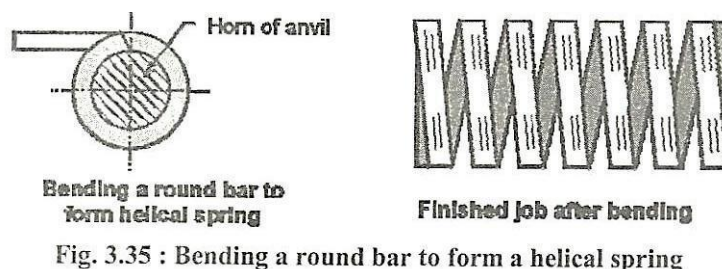 Horn of anvil
Bending a round bar to
form helical spring
Finished job after bending
Fig. 3.35 : Bending a round bar to form a helical spring